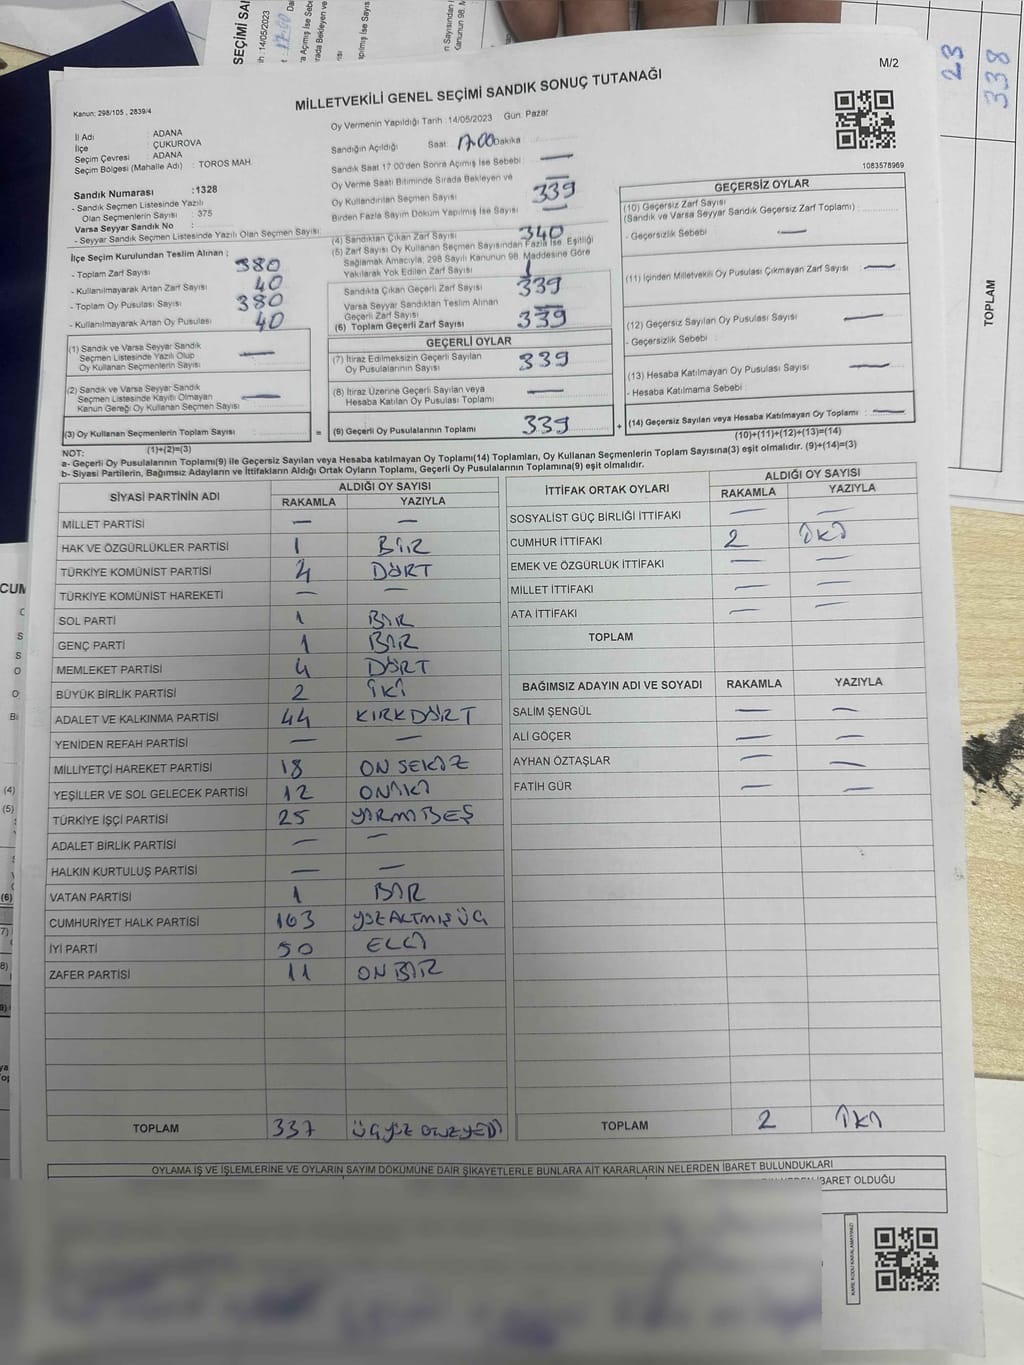 SEÇİMİ SA
23
338
TOPLAM
M/2
Kanun: 298/105 , 2839/4
MİLLETVEKİLİ GENEL SEÇİMİ SANDIK SONUÇ TUTANAĞI
1083578969
İl Adı : ADANA
İlçe : ÇUKUROVA
Seçim Çevresi : ADANA
Seçim Bölgesi (Mahalle Adı) : TOROS MAH.
Sandık Numarası :1328
- Sandık Seçmen Listesinde Yazılı
Olan Seçmenlerin Sayısı : 375
Varsa Seyyar Sandık No :
- Seyyar Sandık Seçmen Listesinde Yazılı Olan Seçmen Sayısı:
Oy Vermenin Yapıldığı Tarih : 14/05/2023 Gün: Pazar
Sandığın Açıldığı Saat: 17:00 Dakika
Sandık Saat 17.00'den Sonra Açmış İse Sebebi : —
Oy Verme Saati Bitiminde Sırada Bekleyen ve
Oy Kullandırılan Seçmen Sayısı 339
Birden Fazla Sayım Döküm Yapılmış İse Sayısı : —
(4) Sandıktan Çıkan Zarf Sayısı 340
(5) Zarf Sayısı Oy Kullanan Seçmen Sayısından Fazla İse, Eşitliği
Sağlamak Amacıyla, 298 Sayılı Kanunun 98. Maddesine Göre
Yakılarak Yok Edilen Zarf Sayısı 1
Sandıkta Çıkan Geçerli Zarf Sayısı 339
Varsa Seyyar Sandıktan Teslim Alınan
Geçerli Zarf Sayısı —
(6) Toplam Geçerli Zarf Sayısı 339
İlçe Seçim Kurulundan Teslim Alınan ;
- Toplam Zarf Sayısı 380
- Kullanılmayarak Artan Zarf Sayısı 40
- Toplam Oy Pusulası Sayısı 380
- Kullanılmayarak Artan Oy Pusulası 40
(1) Sandık ve Varsa Seyyar Sandık
Seçmen Listesinde Yazılı Olup
Oy Kullanan Seçmenlerin Sayısı —
(2) Sandık ve Varsa Seyyar Sandık
Seçmen Listesinde Kayıtlı Olmayan
Kanun Gereği Oy Kullanan Seçmen Sayısı —
(3) Oy Kullanan Seçmenlerin Toplam Sayısı =
GEÇERLİ OYLAR
(7) İtiraz Edilmeksizin Geçerli Sayılan
Oy Pusulalarının Sayısı 339
(8) İtiraz Üzerine Geçerli Sayılan veya
Hesaba Katılan Oy Pusulası Toplamı —
(9) Geçerli Oy Pusulalarının Toplamı 339 +
GEÇERSİZ OYLAR
(10) Geçersiz Zarf Sayısı
(Sandık ve Varsa Seyyar Sandık Geçersiz Zarf Toplamı) :
- Geçersizlik Sebebi : —
(11) İçinden Milletvekili Oy Pusulası Çıkmayan Zarf Sayısı —
(12) Geçersiz Sayılan Oy Pusulası Sayısı —
- Geçersizlik Sebebi :
(13) Hesaba Katılmayan Oy Pusulası Sayısı —
- Hesaba Katılmama Sebebi :
(14) Geçersiz Sayılan veya Hesaba Katılmayan Oy Toplamı : —
(1)+(2)=(3)
(10)+(11)+(12)+(13)=(14)
NOT:
a- Geçerli Oy Pusulalarının Toplamı(9) ile Geçersiz Sayılan veya Hesaba katılmayan Oy Toplamı(14) Toplamları, Oy Kullanan Seçmenlerin Toplam Sayısına(3) eşit olmalıdır. (9)+(14)=(3)
b- Siyasi Partilerin, Bağımsız Adayların ve İttifakların Aldığı Ortak Oyların Toplamı, Geçerli Oy Pusulalarının Toplamına(9) eşit olmalıdır.
SİYASİ PARTİNİN ADI ALDIĞI OY SAYISI
RAKAMLA YAZIYLA
MİLLET PARTİSİ — —
HAK VE ÖZGÜRLÜKLER PARTİSİ 1 BİR
TÜRKİYE KOMÜNİST PARTİSİ 4 DÖRT
TÜRKİYE KOMÜNİST HAREKETİ — —
SOL PARTİ 1 BİR
GENÇ PARTİ 1 BİR
MEMLEKET PARTİSİ 4 DÖRT
BÜYÜK BİRLİK PARTİSİ 2 İKİ
ADALET VE KALKINMA PARTİSİ 44 KIRKDÖRT
YENİDEN REFAH PARTİSİ — —
MİLLİYETÇİ HAREKET PARTİSİ 18 ONSEKİZ
YEŞİLLER VE SOL GELECEK PARTİSİ 12 ONİKİ
TÜRKİYE İŞÇİ PARTİSİ 25 YİRMİBEŞ
ADALET BİRLİK PARTİSİ — —
HALKIN KURTULUŞ PARTİSİ — —
VATAN PARTİSİ 1 BİR
CUMHURİYET HALK PARTİSİ 163 YÜZALTMIŞÜÇ
İYİ PARTİ 50 ELLİ
ZAFER PARTİSİ 11 ONBİR
TOPLAM 337 ÜÇYÜZ OTUZYEDİ
İTTİFAK ORTAK OYLARI ALDIĞI OY SAYISI
RAKAMLA YAZIYLA
SOSYALİST GÜÇ BİRLİĞİ İTTİFAKI — —
CUMHUR İTTİFAKI 2 İKİ
EMEK VE ÖZGÜRLÜK İTTİFAKI — —
MİLLET İTTİFAKI — —
ATA İTTİFAKI — —
TOPLAM
BAĞIMSIZ ADAYIN ADI VE SOYADI RAKAMLA YAZIYLA
SALİM ŞENGÜL — —
ALİ GÖÇER — —
AYHAN ÖZTAŞLAR — —
FATİH GÜR — —
TOPLAM 2 İKİ
OYLAMA İŞ VE İŞLEMLERİNE VE OYLARIN SAYIM DÖKÜMÜNE DAİR ŞİKAYETLERLE BUNLARA AİT KARARLARIN NELERDEN İBARET BULUNDUKLARI
İBARET OLDUĞU
KARE KODU KARALAMAYINIZ!